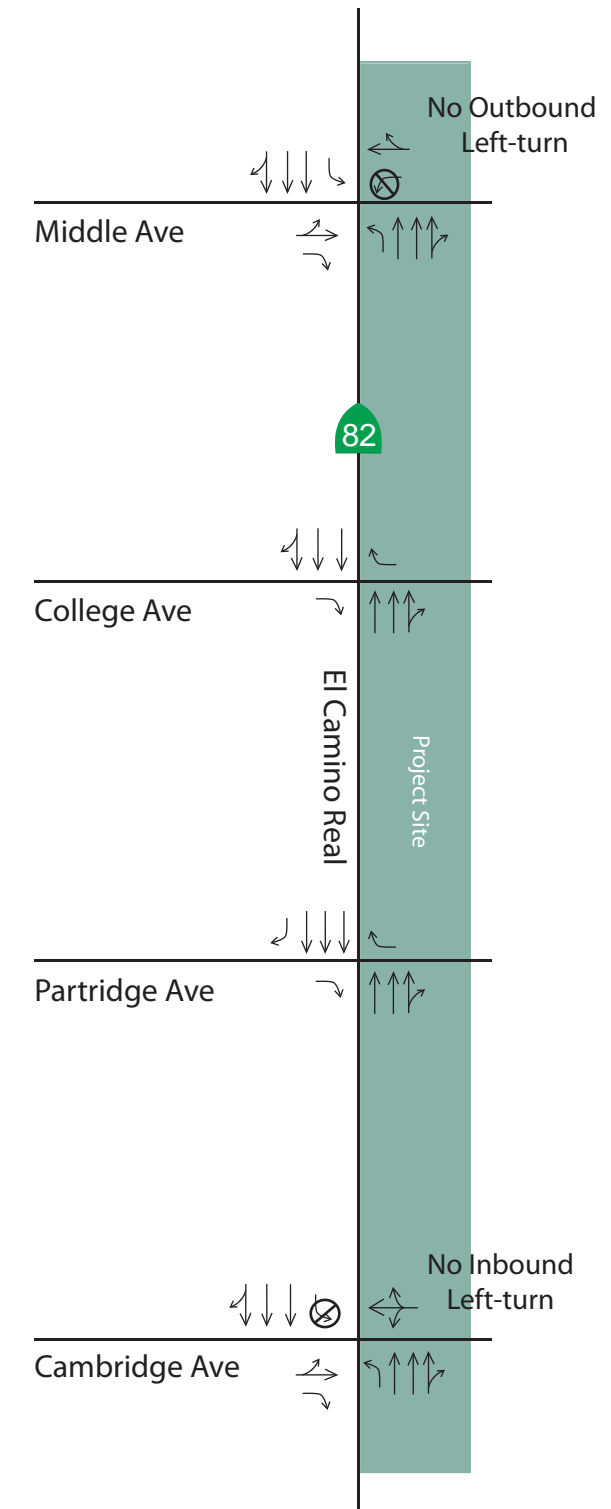 No Outbound
Left-turn
Middle Ave
82
College Ave
El Camino Real
Project Site
Partridge Ave
No Inbound
Left-turn
Cambridge Ave